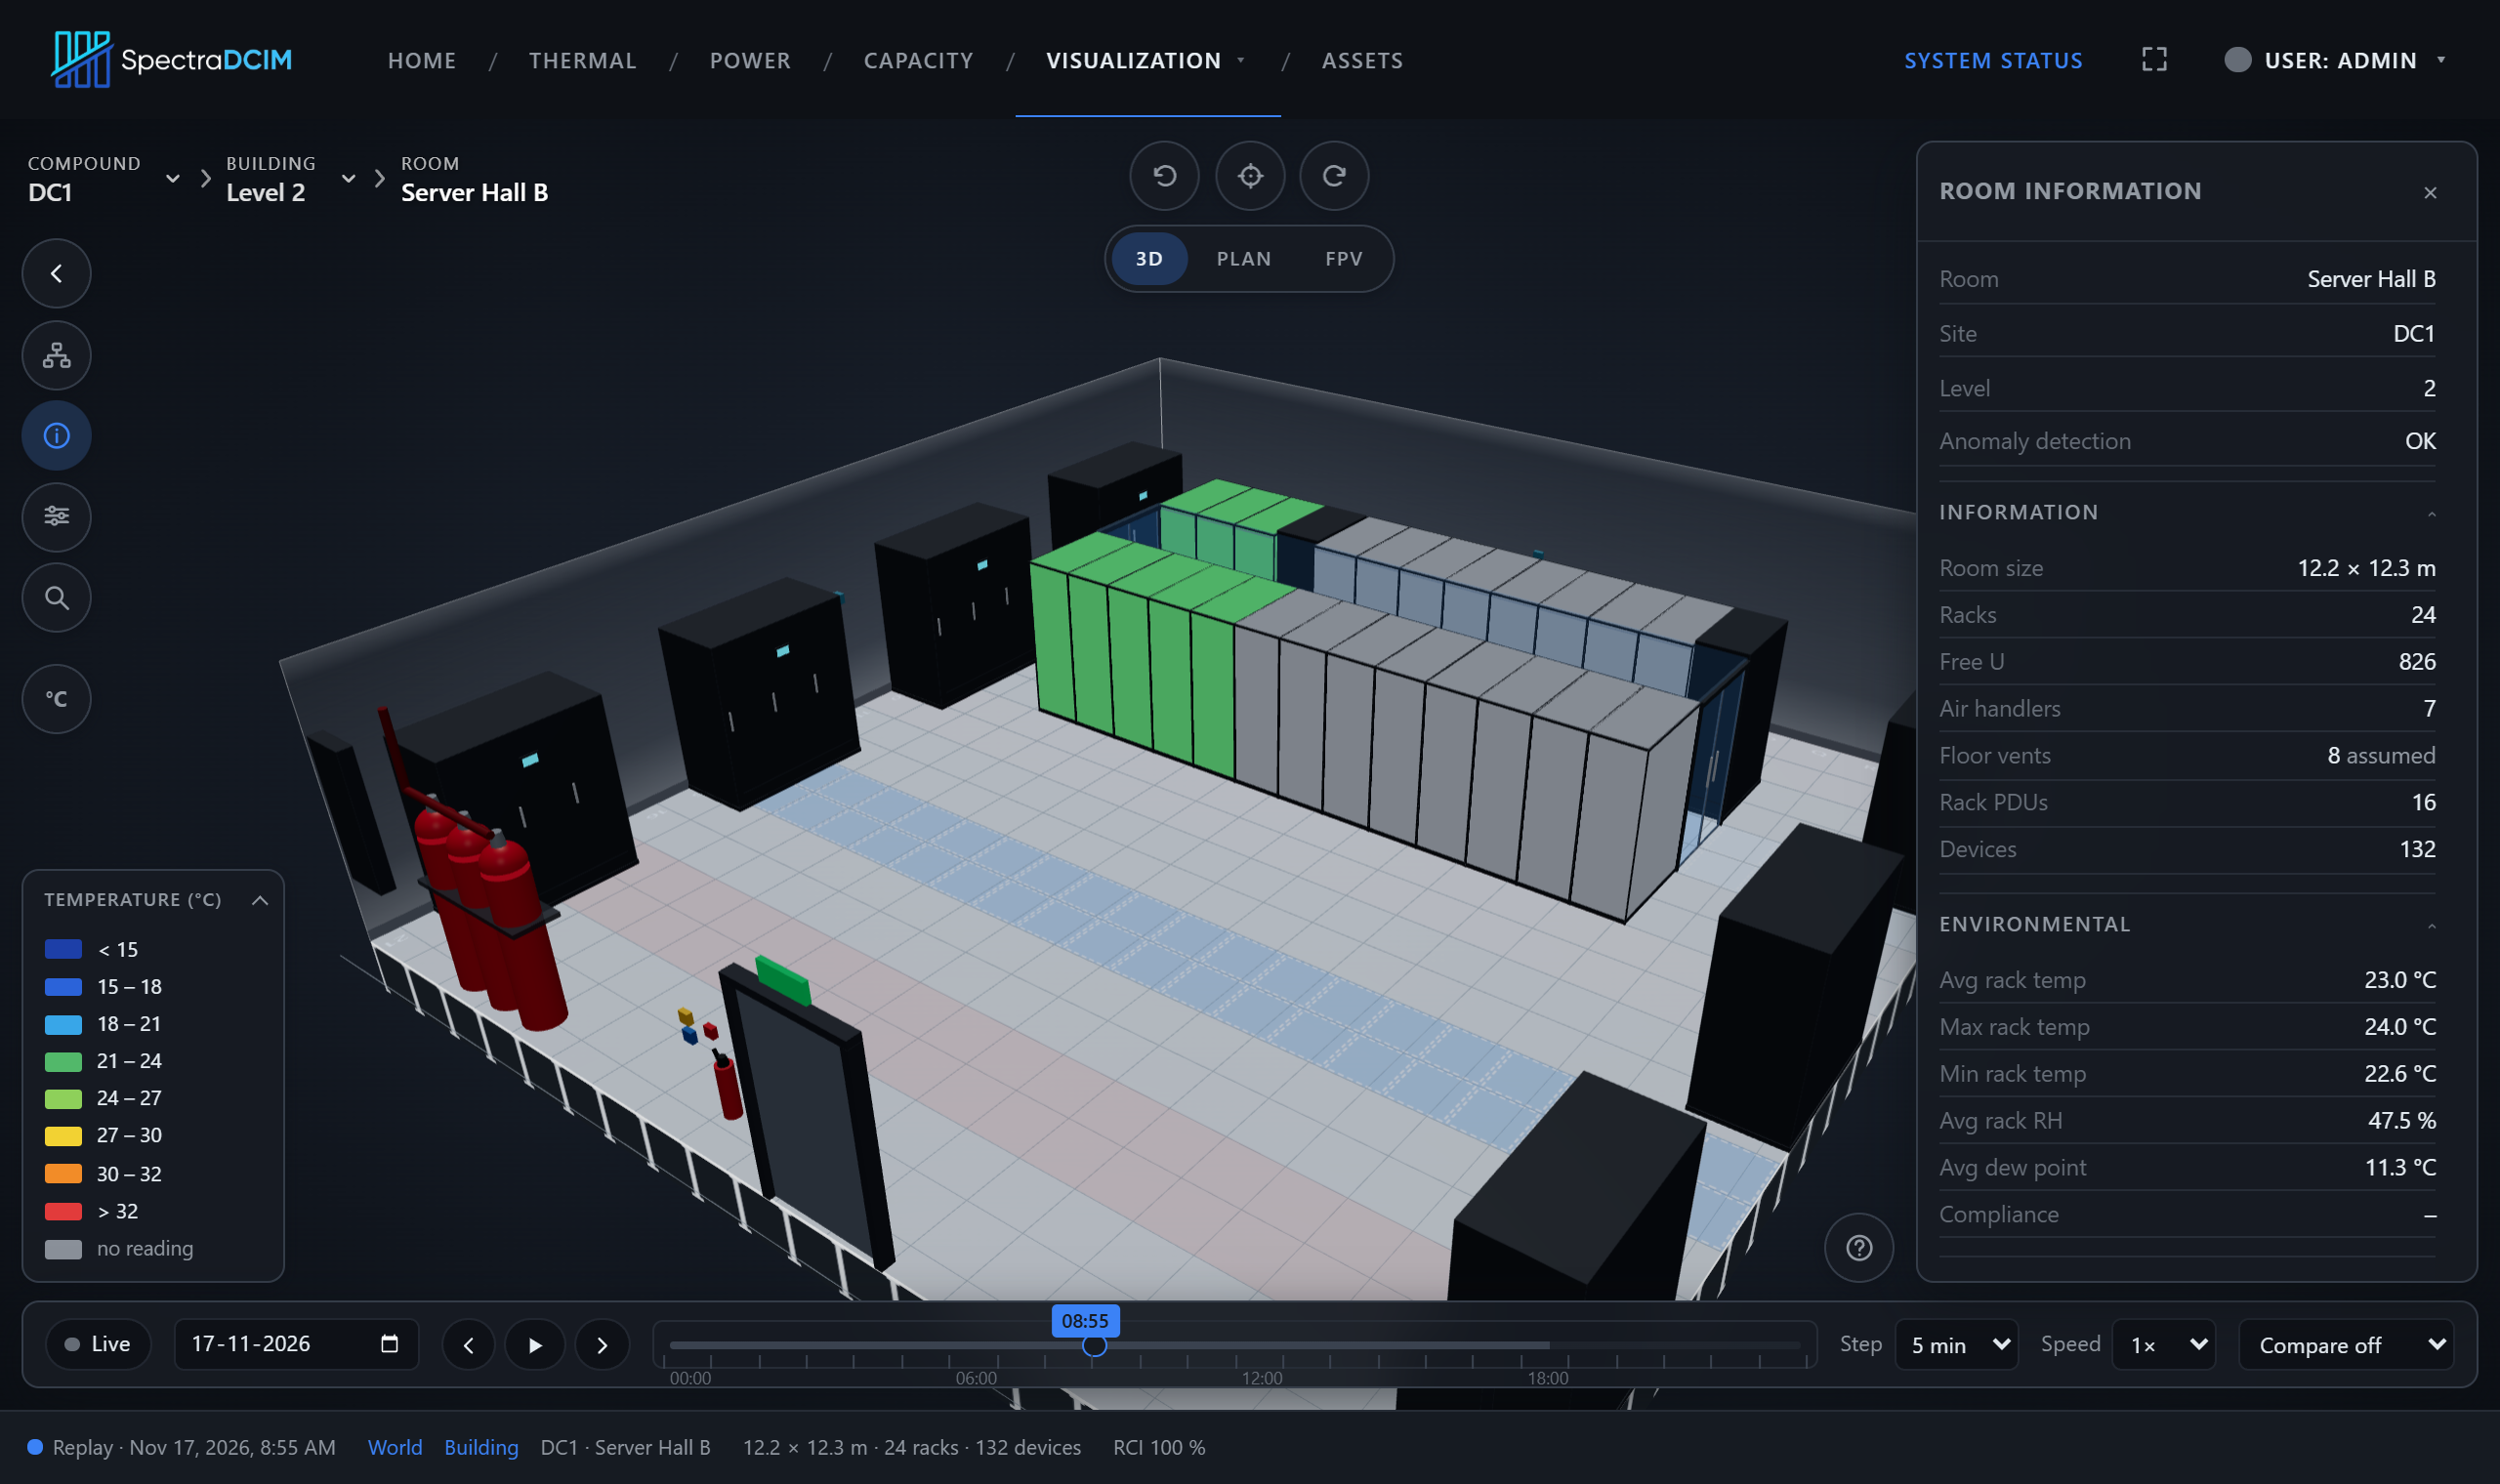 SpectraDCIM
HOME / THERMAL / POWER / CAPACITY / VISUALIZATION / ASSETS
SYSTEM STATUS
USER: ADMIN
COMPOUND
DC1
BUILDING
Level 2
ROOM
Server Hall B
3D PLAN FPV
°C
TEMPERATURE (°C)
< 15
15 – 18
18 – 21
21 – 24
24 – 27
27 – 30
30 – 32
> 32
no reading
ROOM INFORMATION
Room Server Hall B
Site DC1
Level 2
Anomaly detection OK
INFORMATION
Room size 12.2 × 12.3 m
Racks 24
Free U 826
Air handlers 7
Floor vents 8 assumed
Rack PDUs 16
Devices 132
ENVIRONMENTAL
Avg rack temp 23.0 °C
Max rack temp 24.0 °C
Min rack temp 22.6 °C
Avg rack RH 47.5 %
Avg dew point 11.3 °C
Compliance –
Live
17-11-2026
08:55
00:00 06:00 12:00 18:00
Step 5 min
Speed 1×
Compare off
Replay · Nov 17, 2026, 8:55 AM World Building DC1 · Server Hall B 12.2 × 12.3 m · 24 racks · 132 devices RCI 100 %